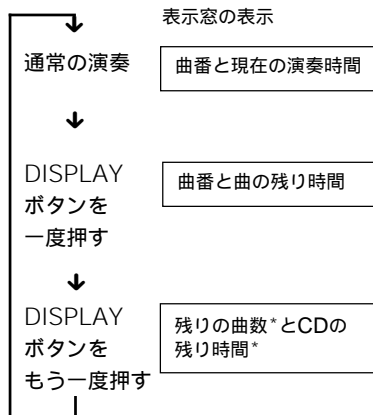 表示窓の表示
通常の演奏
曲番と現在の演奏時間
DISPLAY
ボタンを
一度押す
曲番と曲の残り時間
DISPLAY
ボタンを
もう一度押す
残りの曲数*とCDの
残り時間*